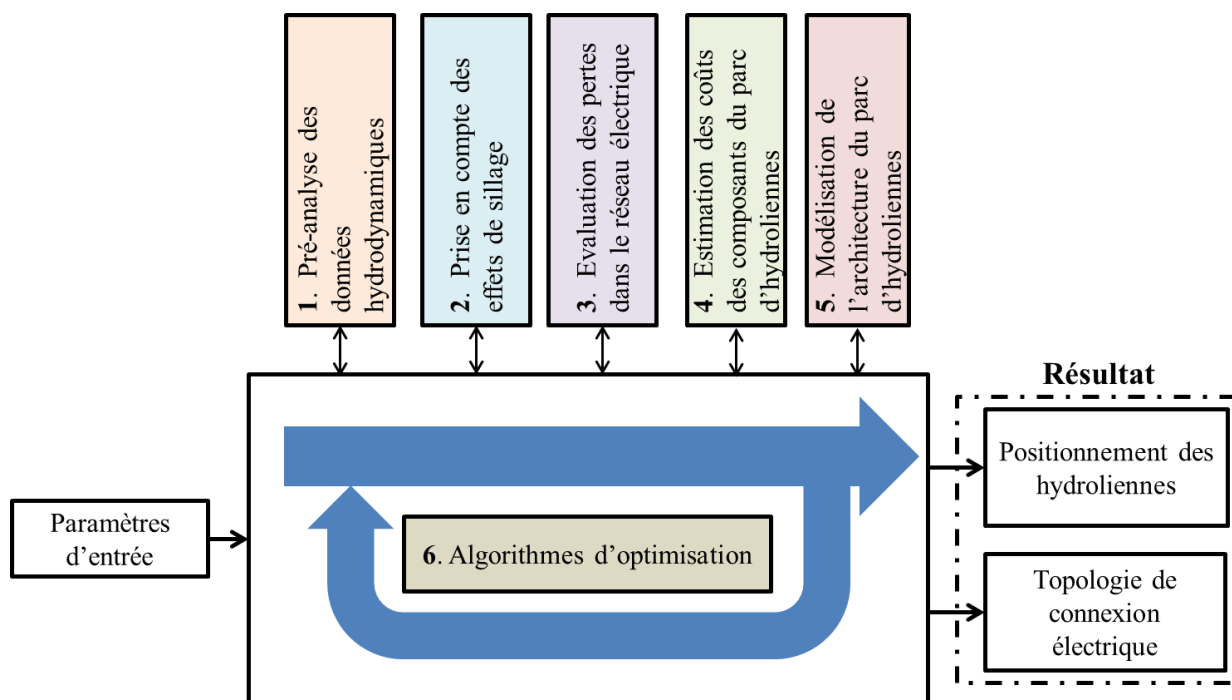 1. Pré-analyse des
données
hydrodynamiques
2. Prise en compte des
effets de sillage
3. Evaluation des pertes
dans le réseau électrique
4. Estimation des coûts
des composants du parc
d’hydroliennes
5. Modélisation de
l’architecture du parc
d’hydroliennes
Paramètres
d’entrée
6. Algorithmes d’optimisation
Résultat
Positionnement des
hydroliennes
Topologie de
connexion
électrique